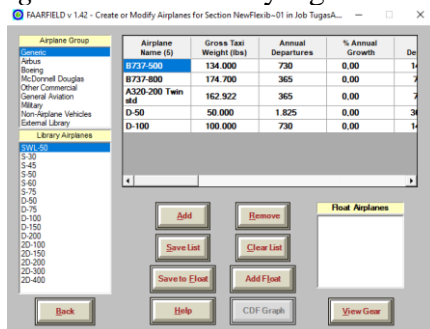 FAARFIELD v 1.42 - Create or Modify Airplanes for Section NewFlexib~01 in Job TugasA...
Airplane Group
Generic
Airbus
Boeing
McDonnell Douglas
Other Commercial
General Aviation
Military
Non-Airplane Vehicles
External Library
Library Airplanes
SWL-50
S-30
S-45
S-50
S-60
S-75
D-50
D-75
D-100
D-150
D-200
2D-100
2D-150
2D-200
2D-300
2D-400
Airplane Name (5) Gross Taxi Weight (lbs) Annual Departures % Annual Growth
B737-500 134.000 730 0,00
B737-800 174.700 365 0,00
A320-200 Twin std 162.922 365 0,00
D-50 50.000 1.825 0,00
D-100 100.000 730 0,00
Add Remove
Save List Clear List
Save to Float Add Float
Help CDF Graph
Float Airplanes
Back
View Gear